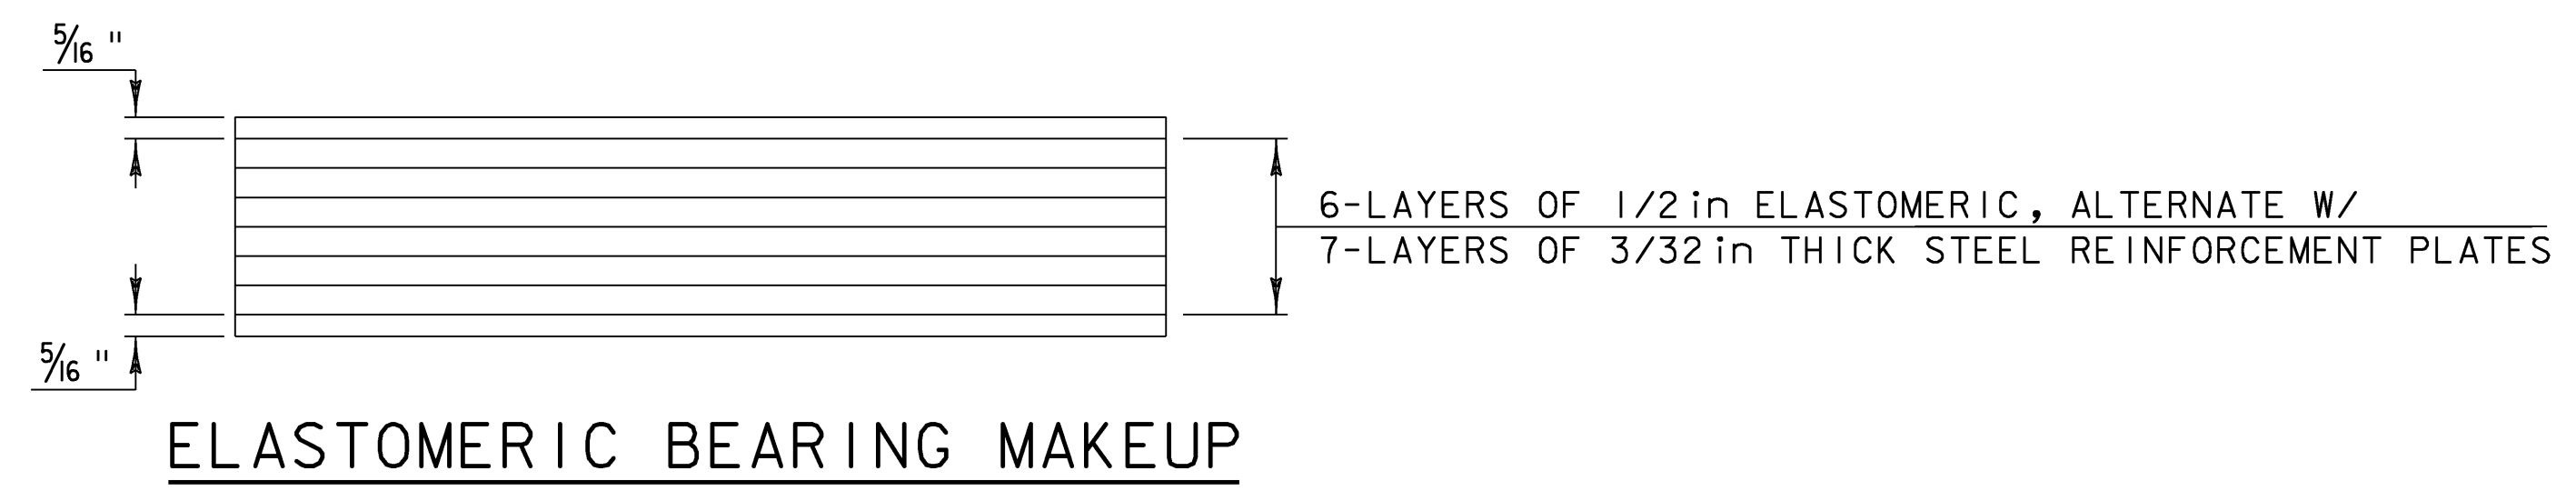 5/16 "
6-LAYERS OF 1/2in ELASTOMERIC, ALTERNATE W/
7-LAYERS OF 3/32in THICK STEEL REINFORCEMENT PLATES
5/16 "
ELASTOMERIC BEARING MAKEUP